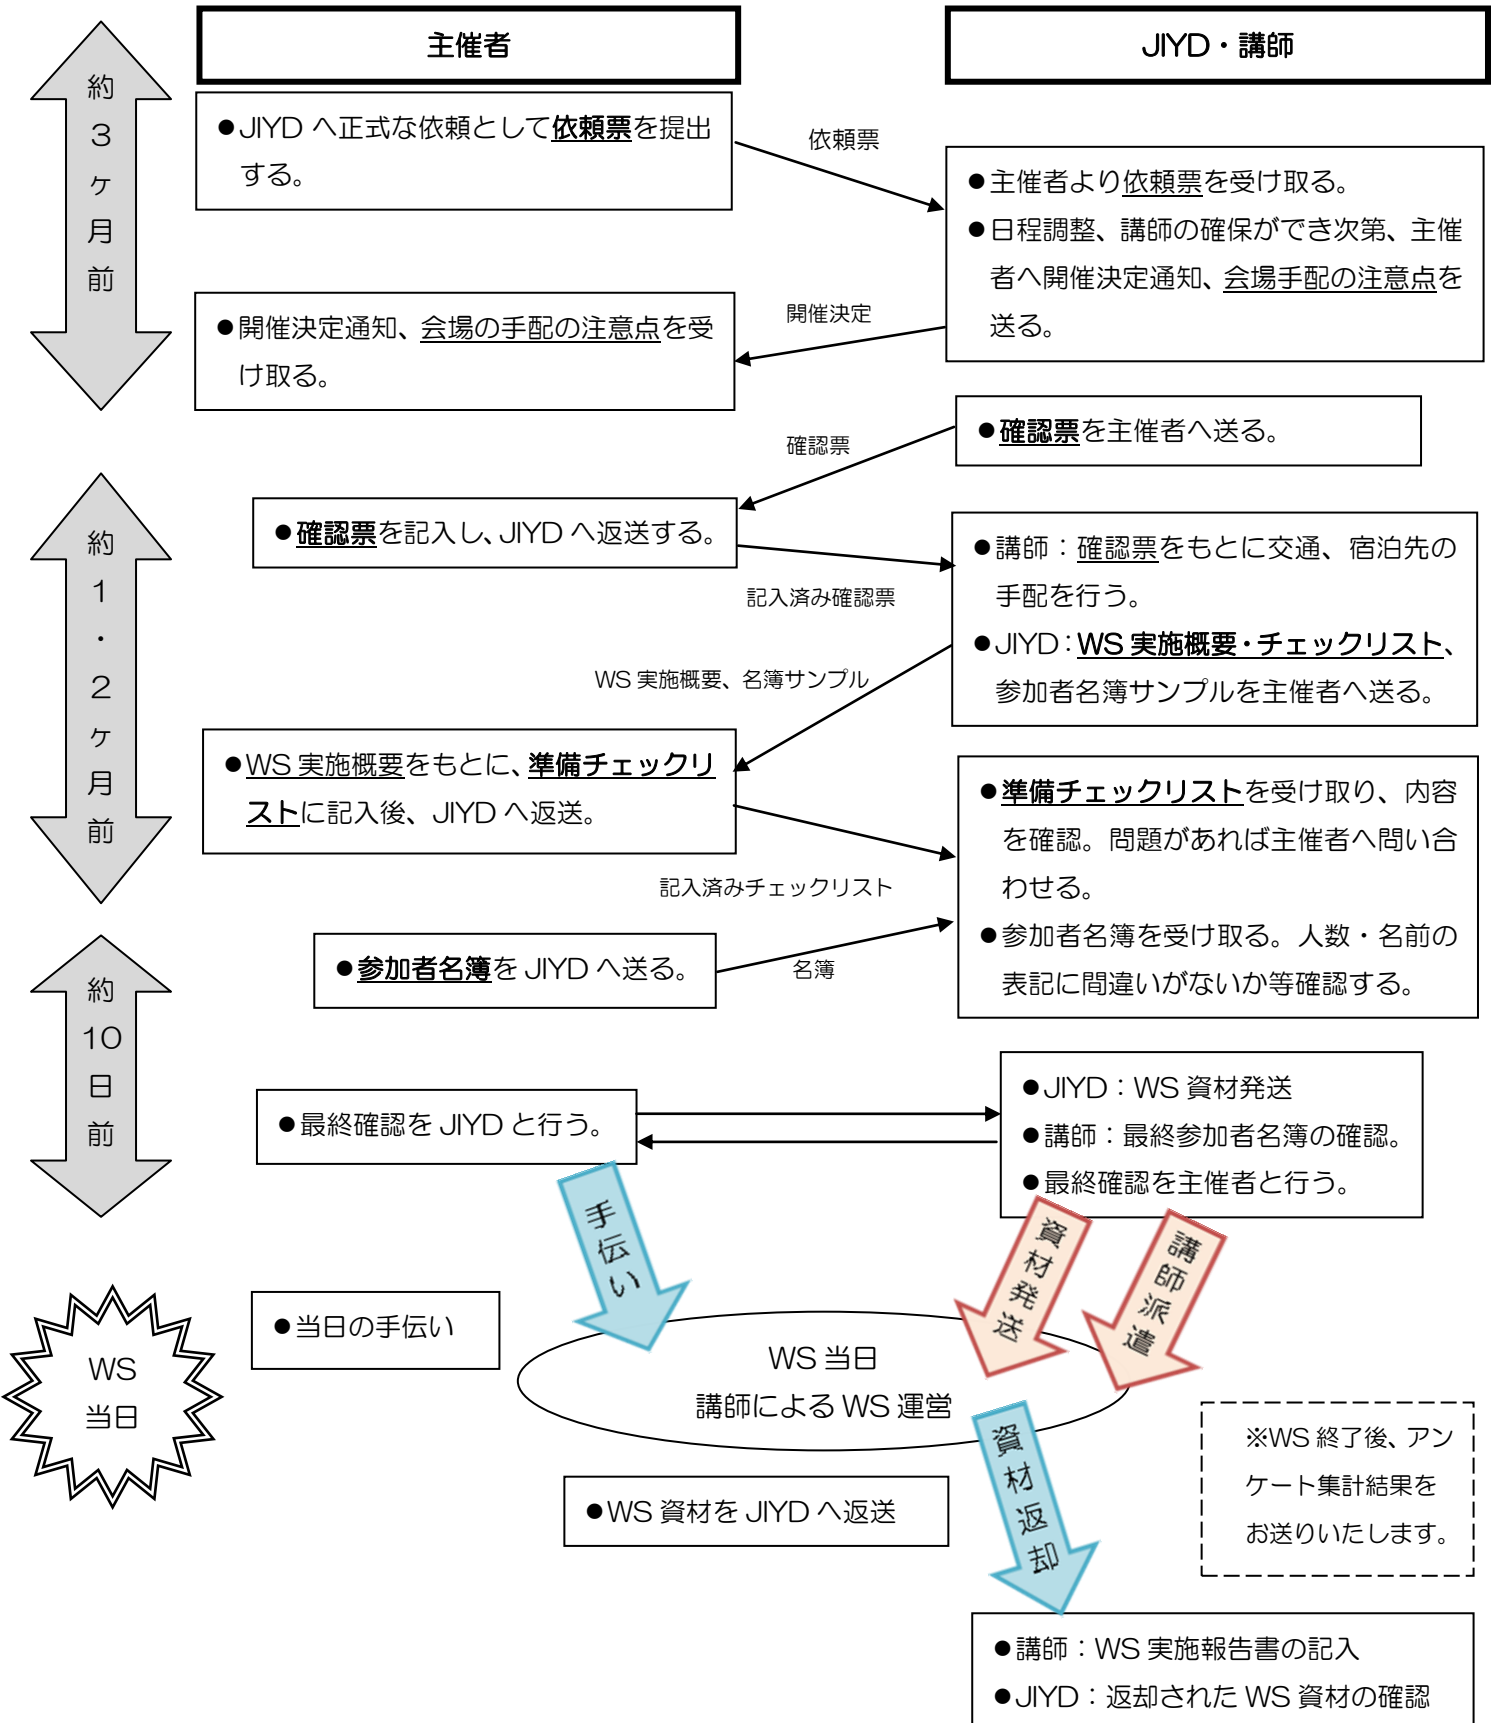 主催者
JIYD・講師
約3ヶ月前
●JIYD へ正式な依頼として依頼票を提出
する。
依頼票
●主催者より依頼票を受け取る。
●日程調整、講師の確保ができ次第、主催
者へ開催決定通知、会場手配の注意点を
送る。
開催決定
●開催決定通知、会場の手配の注意点を受
け取る。
●確認票を主催者へ送る。
確認票
約1・2ヶ月前
●確認票を記入し、JIYD へ返送する。
記入済み確認票
●講師：確認票をもとに交通、宿泊先の
手配を行う。
●JIYD：WS 実施概要・チェックリスト、
参加者名簿サンプルを主催者へ送る。
WS 実施概要、名簿サンプル
●WS 実施概要をもとに、準備チェックリ
ストに記入後、JIYD へ返送。
記入済みチェックリスト
●準備チェックリストを受け取り、内容
を確認。問題があれば主催者へ問い合
わせる。
●参加者名簿を受け取る。人数・名前の
表記に間違いがないか等確認する。
約10日前
●参加者名簿を JIYD へ送る。
名簿
●最終確認を JIYD と行う。
●JIYD：WS 資材発送
●講師：最終参加者名簿の確認。
●最終確認を主催者と行う。
手伝い
資材発送
講師派遣
WS
当日
●当日の手伝い
WS 当日
講師による WS 運営
資材返却
●WS 資材を JIYD へ返送
※WS 終了後、アン
ケート集計結果を
お送りいたします。
●講師：WS 実施報告書の記入
●JIYD：返却された WS 資材の確認